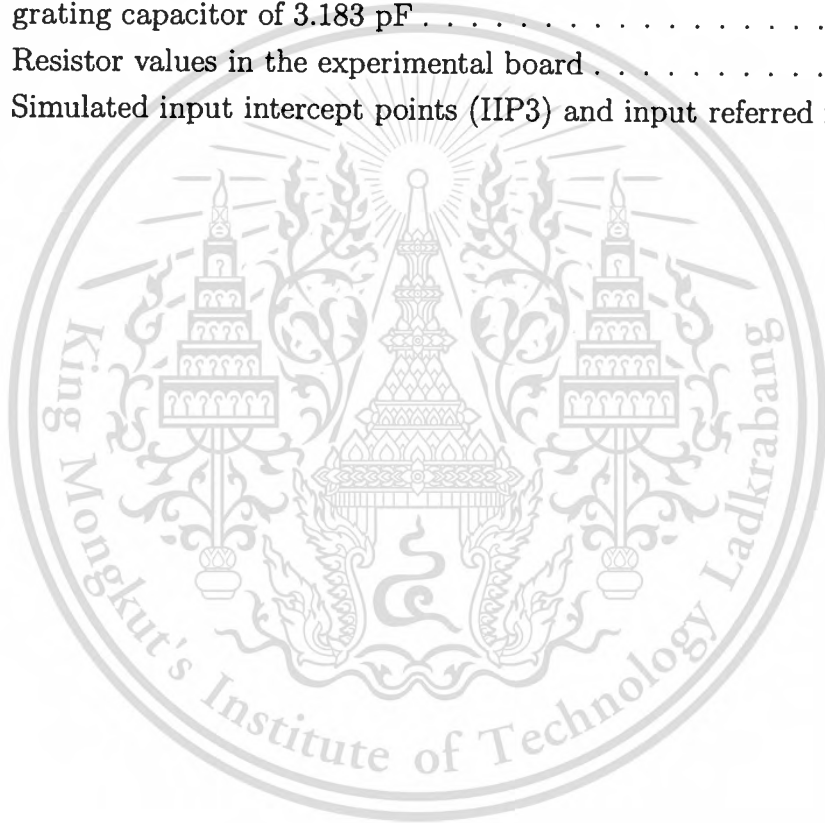 grating capacitor of 3.183 pF . . . . . . . . . . . . . . . . . .
Resistor values in the experimental board . . . . . . . . . . .
Simulated input intercept points (IIP3) and input referred
King Mongkut's Institute of Technology Ladkrabang